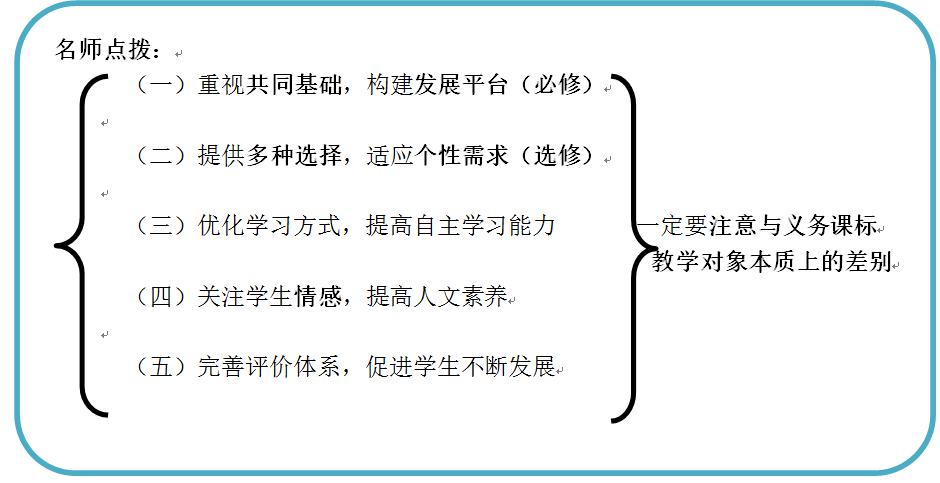 名师点拨：
（一）重视共同基础，构建发展平台（必修）
（二）提供多种选择，适应个性需求（选修）
（三）优化学习方式，提高自主学习能力
（四）关注学生情感，提高人文素养
（五）完善评价体系，促进学生不断发展
一定要注意与义务课标
教学对象本质上的差别